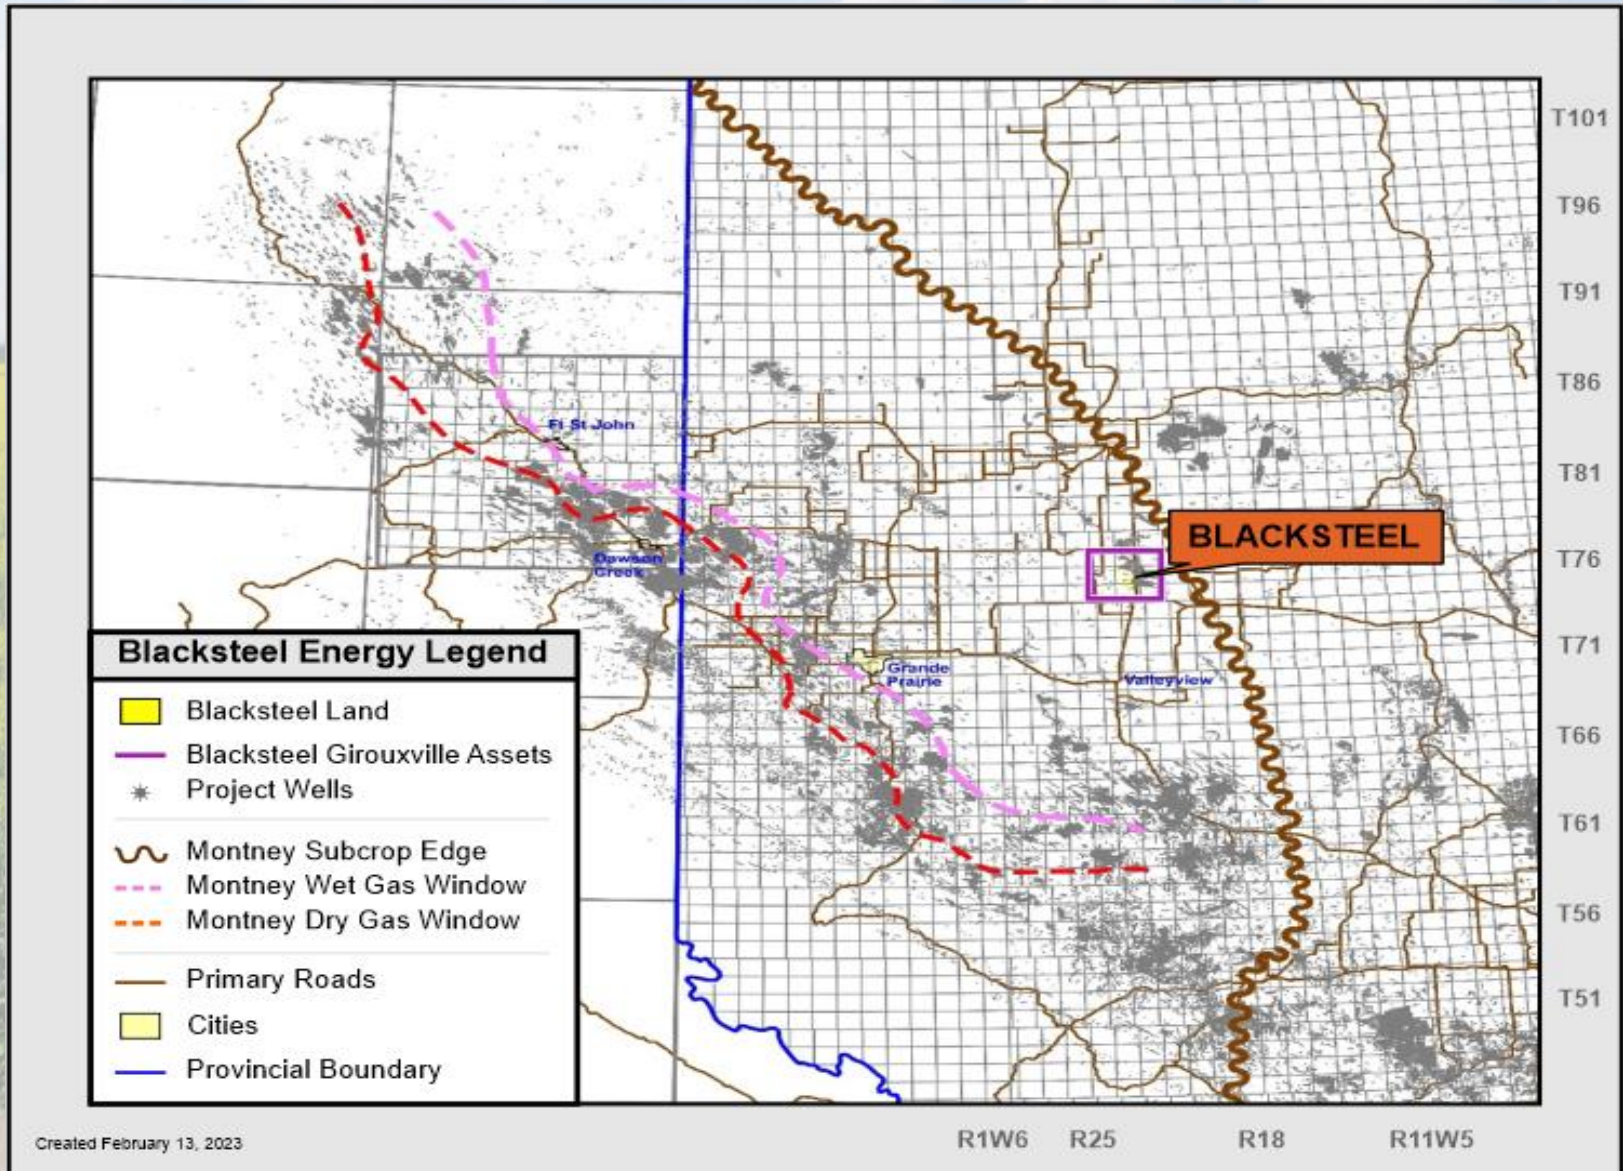 T101
T96
T91
T86
Ft St John
T81
BLACKSTEEL
T76
Dawson
Creek
T71
Grande
Prairie
Valleyview
T66
T61
T56
T51
Blacksteel Energy Legend
Blacksteel Land
Blacksteel Girouxville Assets
Project Wells
Montney Subcrop Edge
Montney Wet Gas Window
Montney Dry Gas Window
Primary Roads
Cities
Provincial Boundary
Created February 13, 2023
R1W6 R25 R18 R11W5